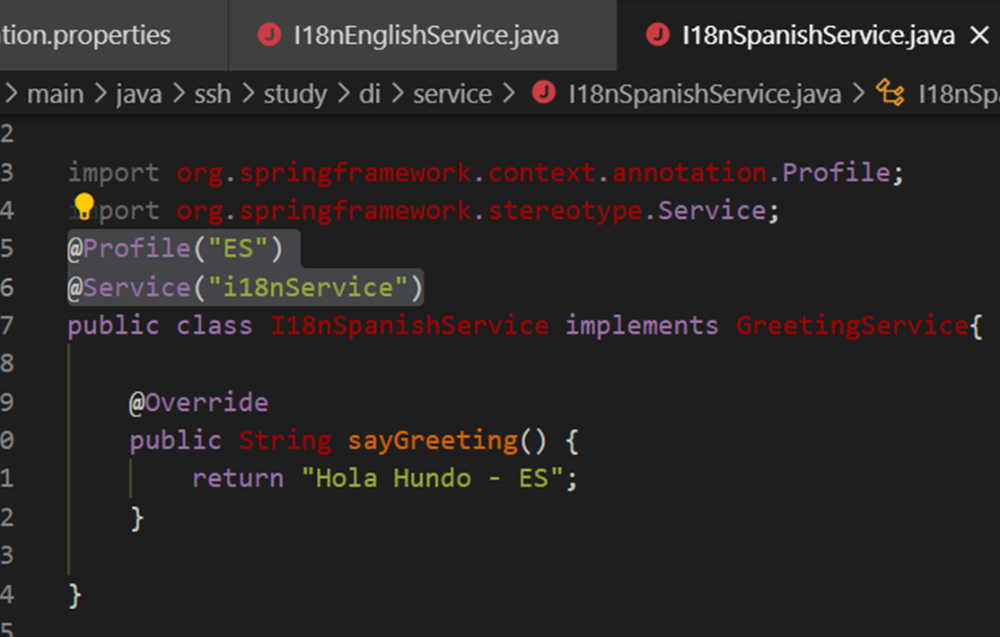 tion.properties I18nEnglishService.java I18nSpanishService.java
main java ssh study di service I18nSpanishService.java I18nSp
2
3 import org.springframework.context.annotation.Profile;
4 import org.springframework.stereotype.Service;
5 @Profile("ES")
6 @Service("i18nService")
7 public class I18nSpanishService implements GreetingService{
8
9 @Override
0 public String sayGreeting() {
1 return "Hola Hundo - ES";
2 }
3
4 }
5